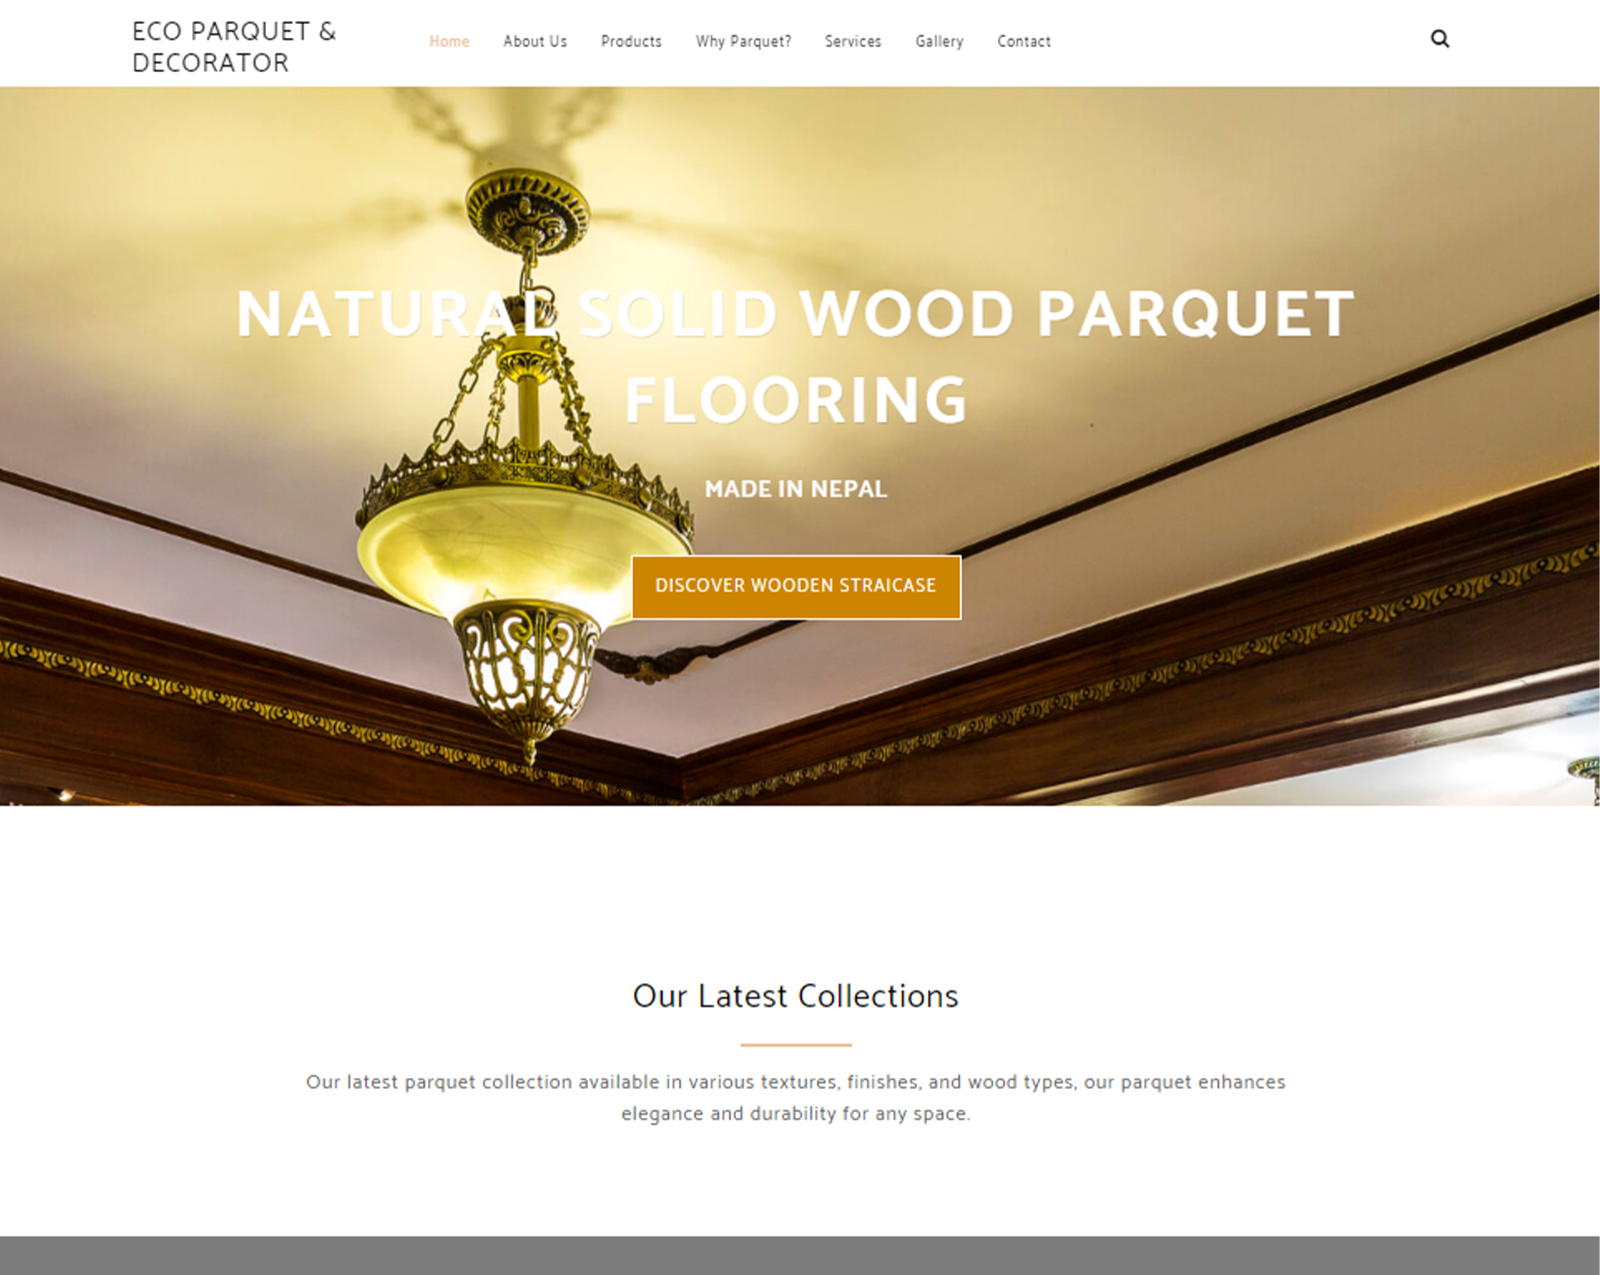 ECO PARQUET &
DECORATOR
Home
About Us
Products
Why Parquet?
Services
Gallery
Contact
NATURAL SOLID WOOD PARQUET
FLOORING
MADE IN NEPAL
DISCOVER WOODEN STRAICASE
Our Latest Collections
Our latest parquet collection available in various textures, finishes, and wood types, our parquet enhances
elegance and durability for any space.